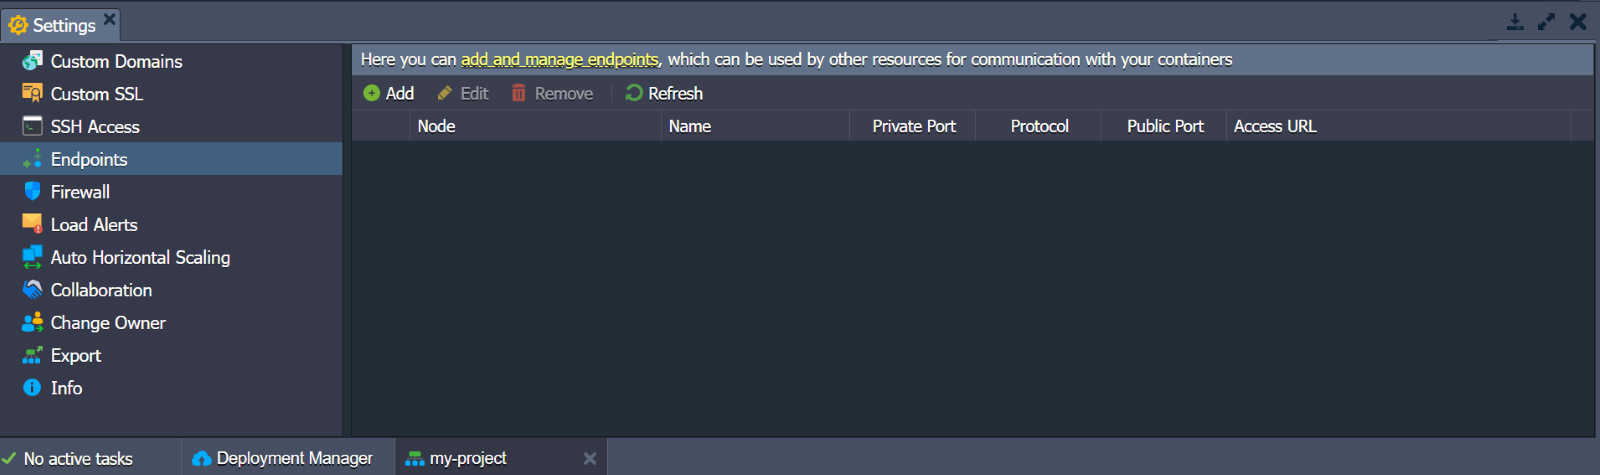 Settings
Custom Domains
Custom SSL
SSH Access
Endpoints
Firewall
Load Alerts
Auto Horizontal Scaling
Collaboration
Change Owner
Export
Info
Here you can add and manage endpoints, which can be used by other resources for communication with your containers
Add Edit Remove Refresh
Node Name Private Port Protocol Public Port Access URL
No active tasks Deployment Manager my-project